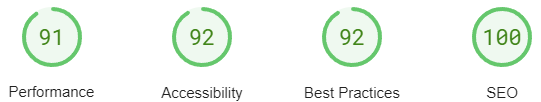 91 92 92 100
Performance Accessibility Best Practices SEO